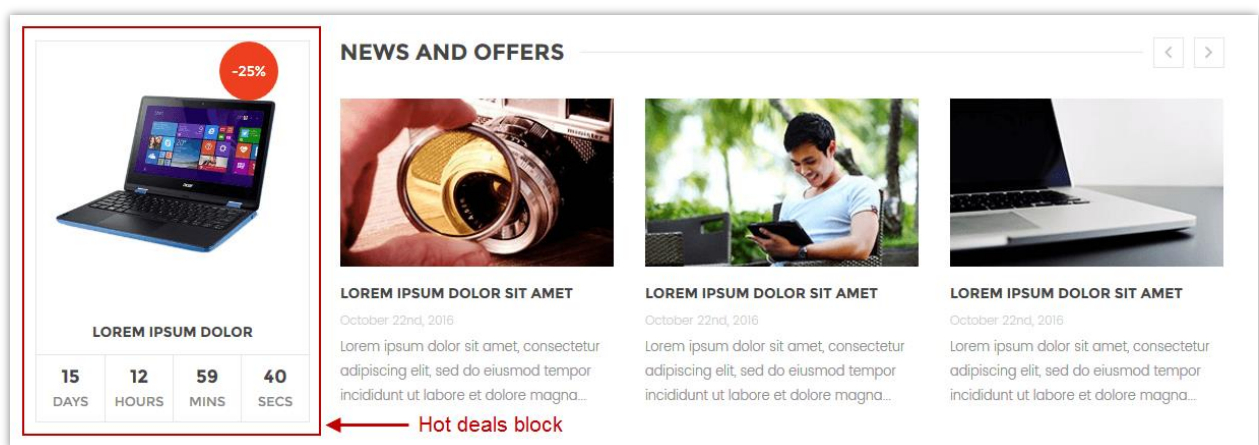 -25%
acer
LOREM IPSUM DOLOR
15 12 59 40
DAYS HOURS MINS SECS
NEWS AND OFFERS
minister
LOREM IPSUM DOLOR SIT AMET
October 22nd, 2016
Lorem ipsum dolor sit amet, consectetur
adipiscing elit, sed do eiusmod tempor
incididunt ut labore et dolore magna...
LOREM IPSUM DOLOR SIT AMET
October 22nd, 2016
Lorem ipsum dolor sit amet, consectetur
adipiscing elit, sed do eiusmod tempor
incididunt ut labore et dolore magna...
LOREM IPSUM DOLOR SIT AMET
October 22nd, 2016
Lorem ipsum dolor sit amet, consectetur
adipiscing elit, sed do eiusmod tempor
incididunt ut labore et dolore magna...
Hot deals block